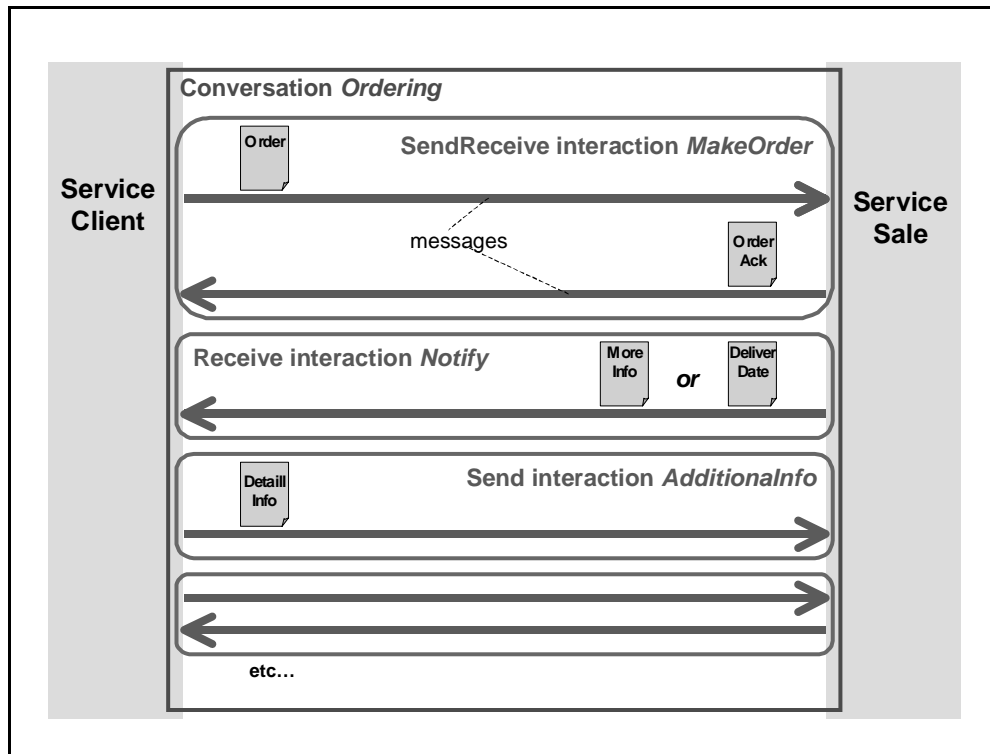 Conversation Ordering
Order
SendReceive interaction MakeOrder
Service
Client
Service
Sale
messages
Order
Ack
Receive interaction Notify
More
Info
or
Deliver
Date
Detaill
Info
Send interaction AdditionalInfo
etc…